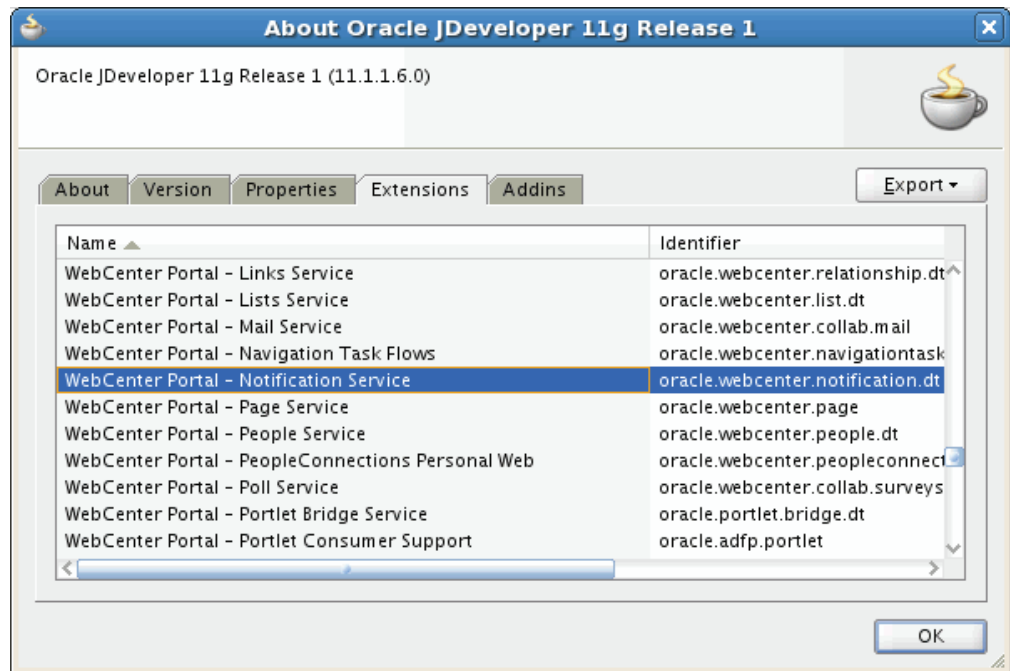 About Oracle JDeveloper 11g Release 1
Oracle JDeveloper 11g Release 1 (11.1.1.6.0)
About Version Properties Extensions Addins Export
Name Identifier
WebCenter Portal - Links Service oracle.webcenter.relationship.dt
WebCenter Portal - Lists Service oracle.webcenter.list.dt
WebCenter Portal - Mail Service oracle.webcenter.collab.mail
WebCenter Portal - Navigation Task Flows oracle.webcenter.navigationtask
WebCenter Portal - Notification Service oracle.webcenter.notification.dt
WebCenter Portal - Page Service oracle.webcenter.page
WebCenter Portal - People Service oracle.webcenter.people.dt
WebCenter Portal - PeopleConnections Personal Web oracle.webcenter.peopleconnect
WebCenter Portal - Poll Service oracle.webcenter.collab.surveys
WebCenter Portal - Portlet Bridge Service oracle.portlet.bridge.dt
WebCenter Portal - Portlet Consumer Support oracle.adfp.portlet
OK